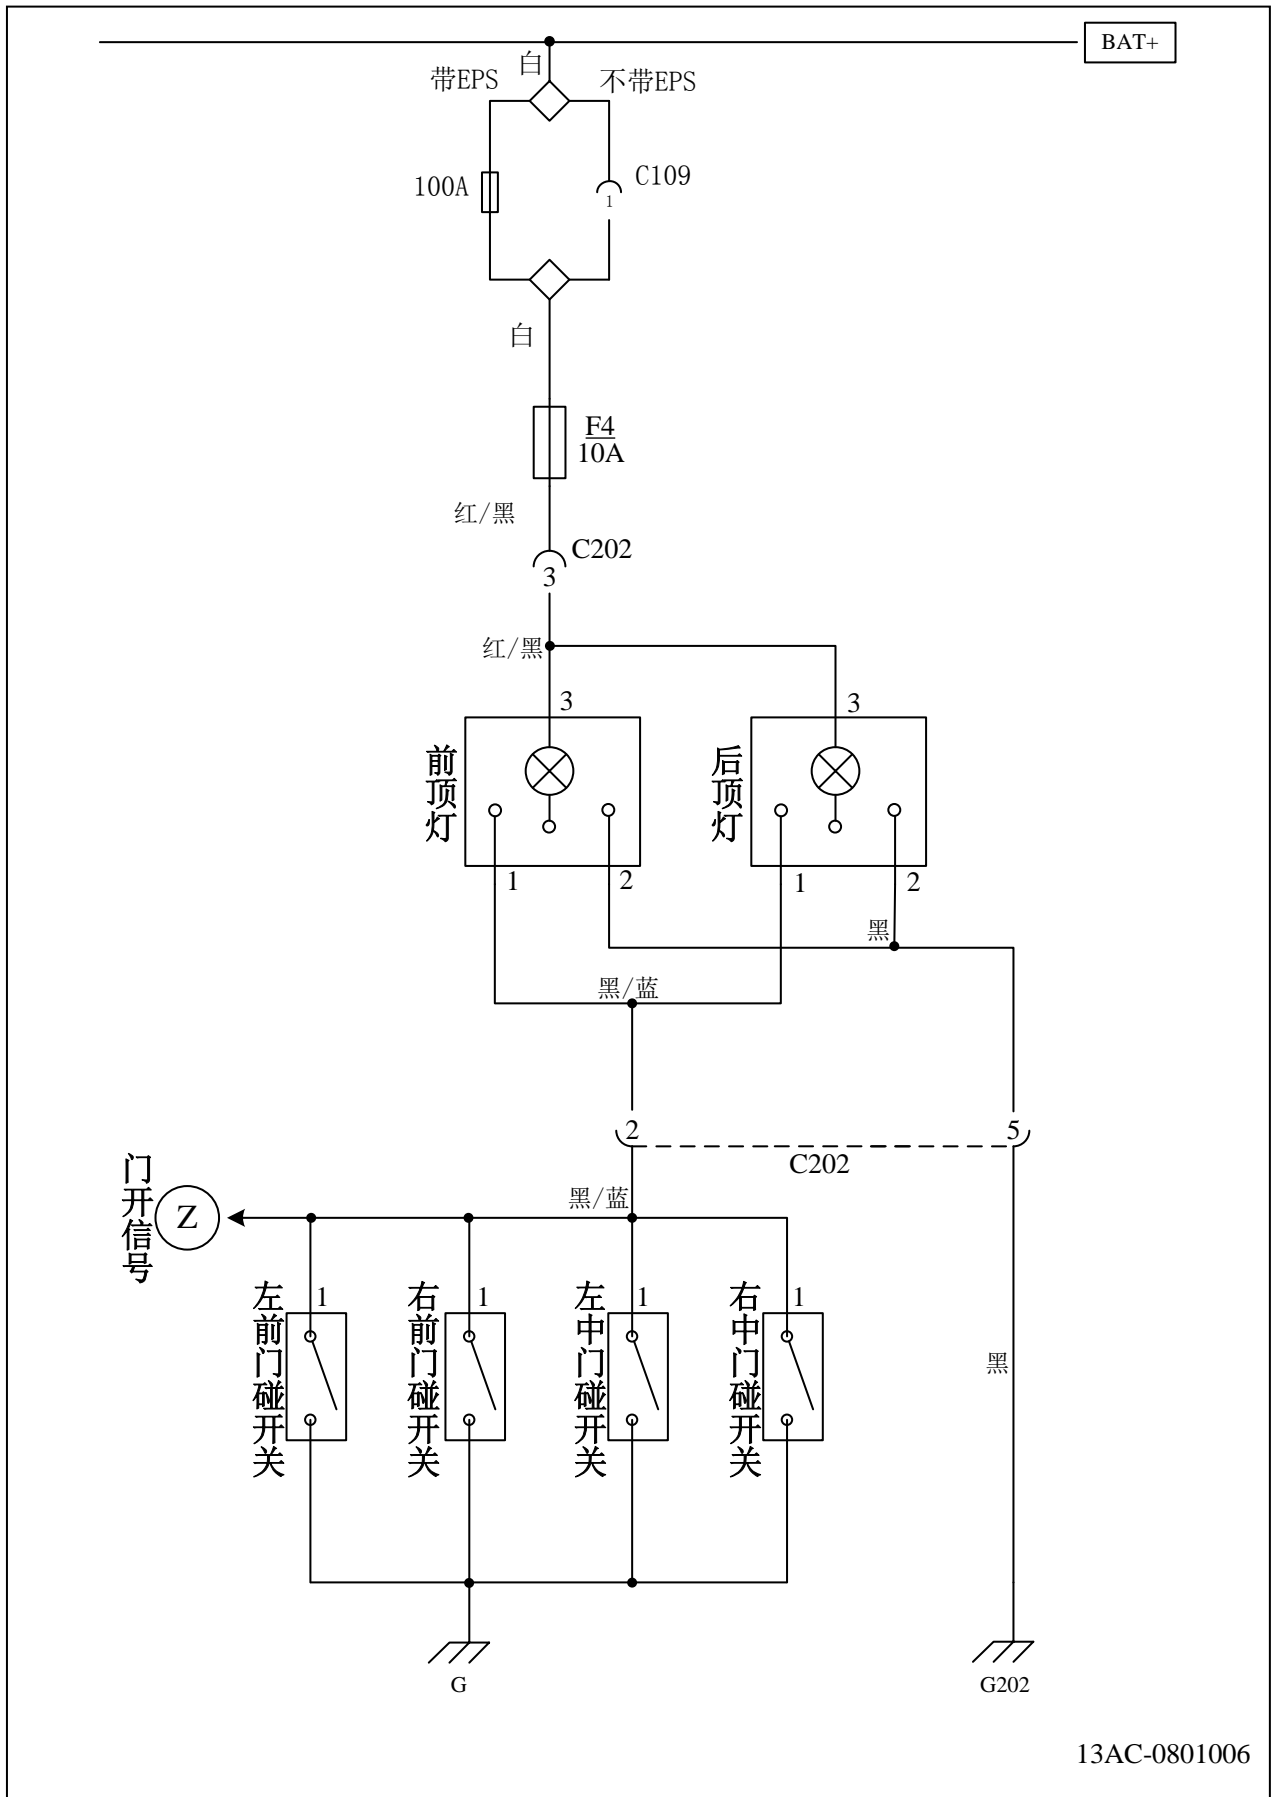 BAT+
白
带EPS
不带EPS
100A
C109
1
白
F4
10A
红/黑
C202
3
红/黑
3
3
前顶灯
后顶灯
1
2
1
2
黑
黑/蓝
2
5
C202
门开信号
Z
黑/蓝
左前门碰开关
1
右前门碰开关
1
左中门碰开关
1
右中门碰开关
1
黑
G
G202
13AC-0801006